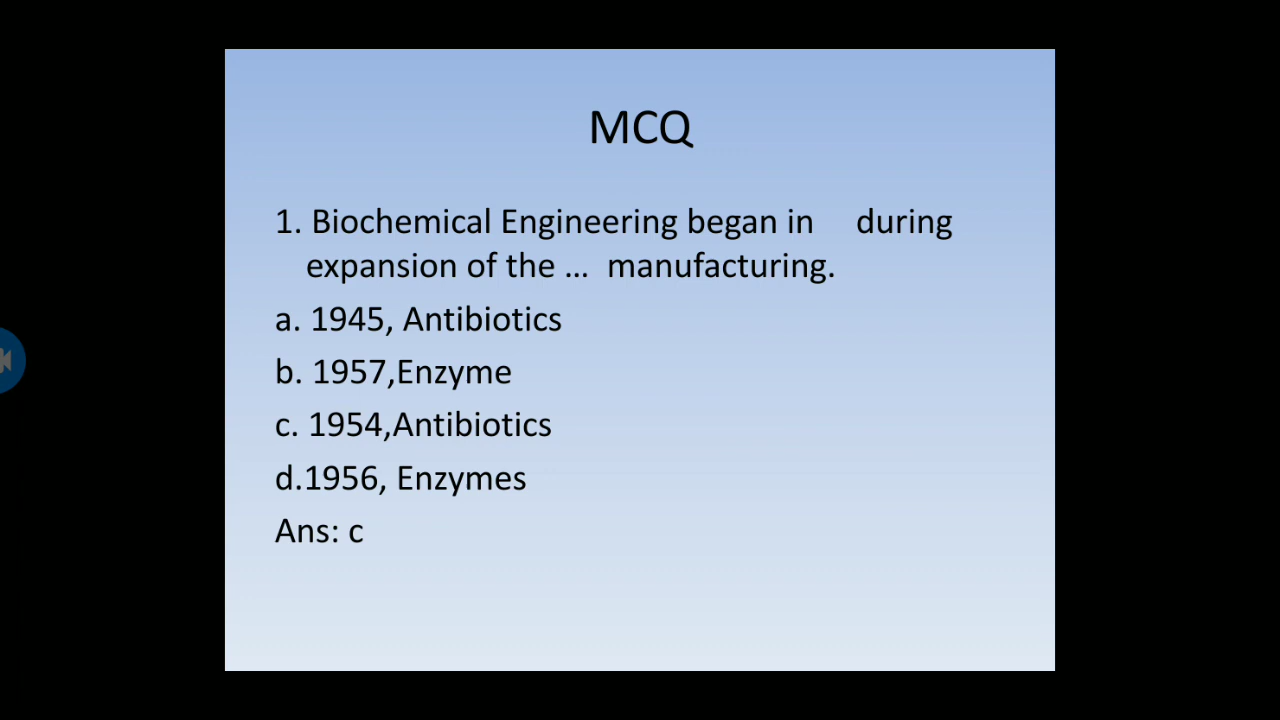 MCQ
1. Biochemical Engineering began in    during
expansion of the ...  manufacturing.
a. 1945, Antibiotics
b. 1957,Enzyme
c. 1954,Antibiotics
d.1956, Enzymes
Ans: c